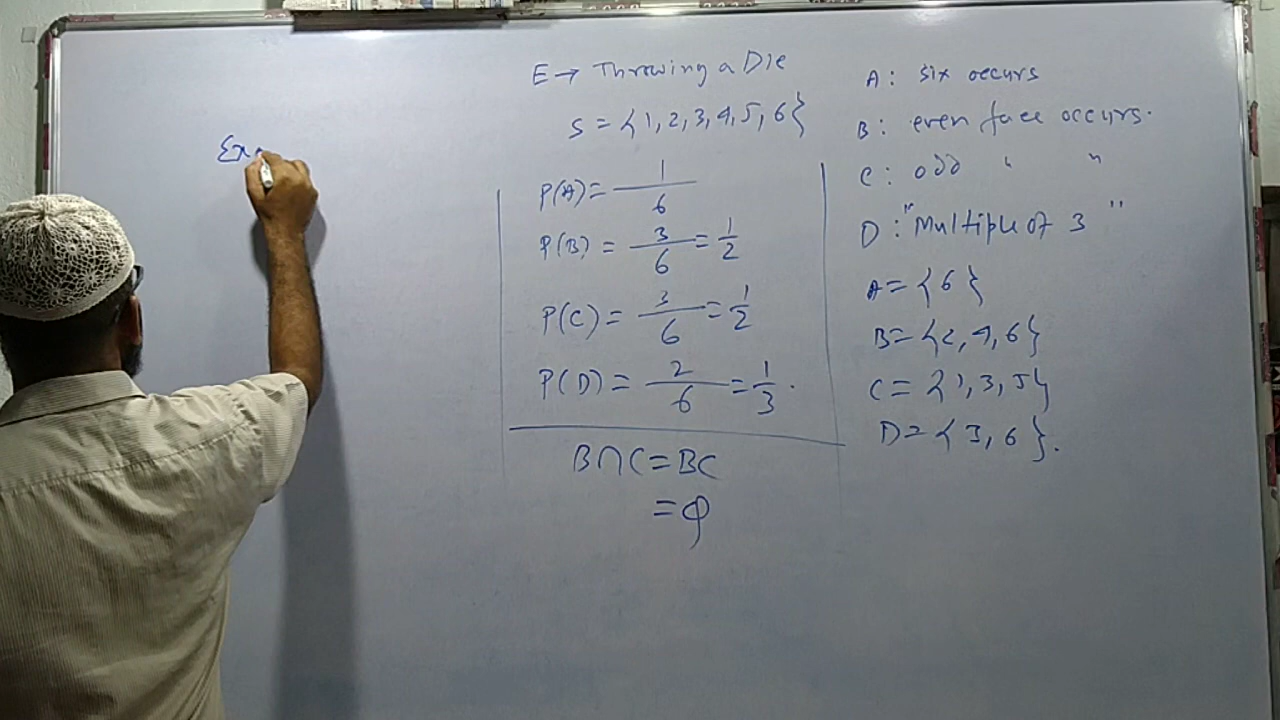 Exa
E → Throwing a Die
S = {1, 2, 3, 4, 5, 6}
P(A) = 1/6
P(B) = 3/6 = 1/2
P(C) = 3/6 = 1/2
P(D) = 2/6 = 1/3.
B∩C = BC
= φ
A : six occurs
B : even face occurs.
C : odd " "
D : "Multiple of 3"
A = {6}
B = {2, 4, 6}
C = {1, 3, 5}
D = {3, 6}.